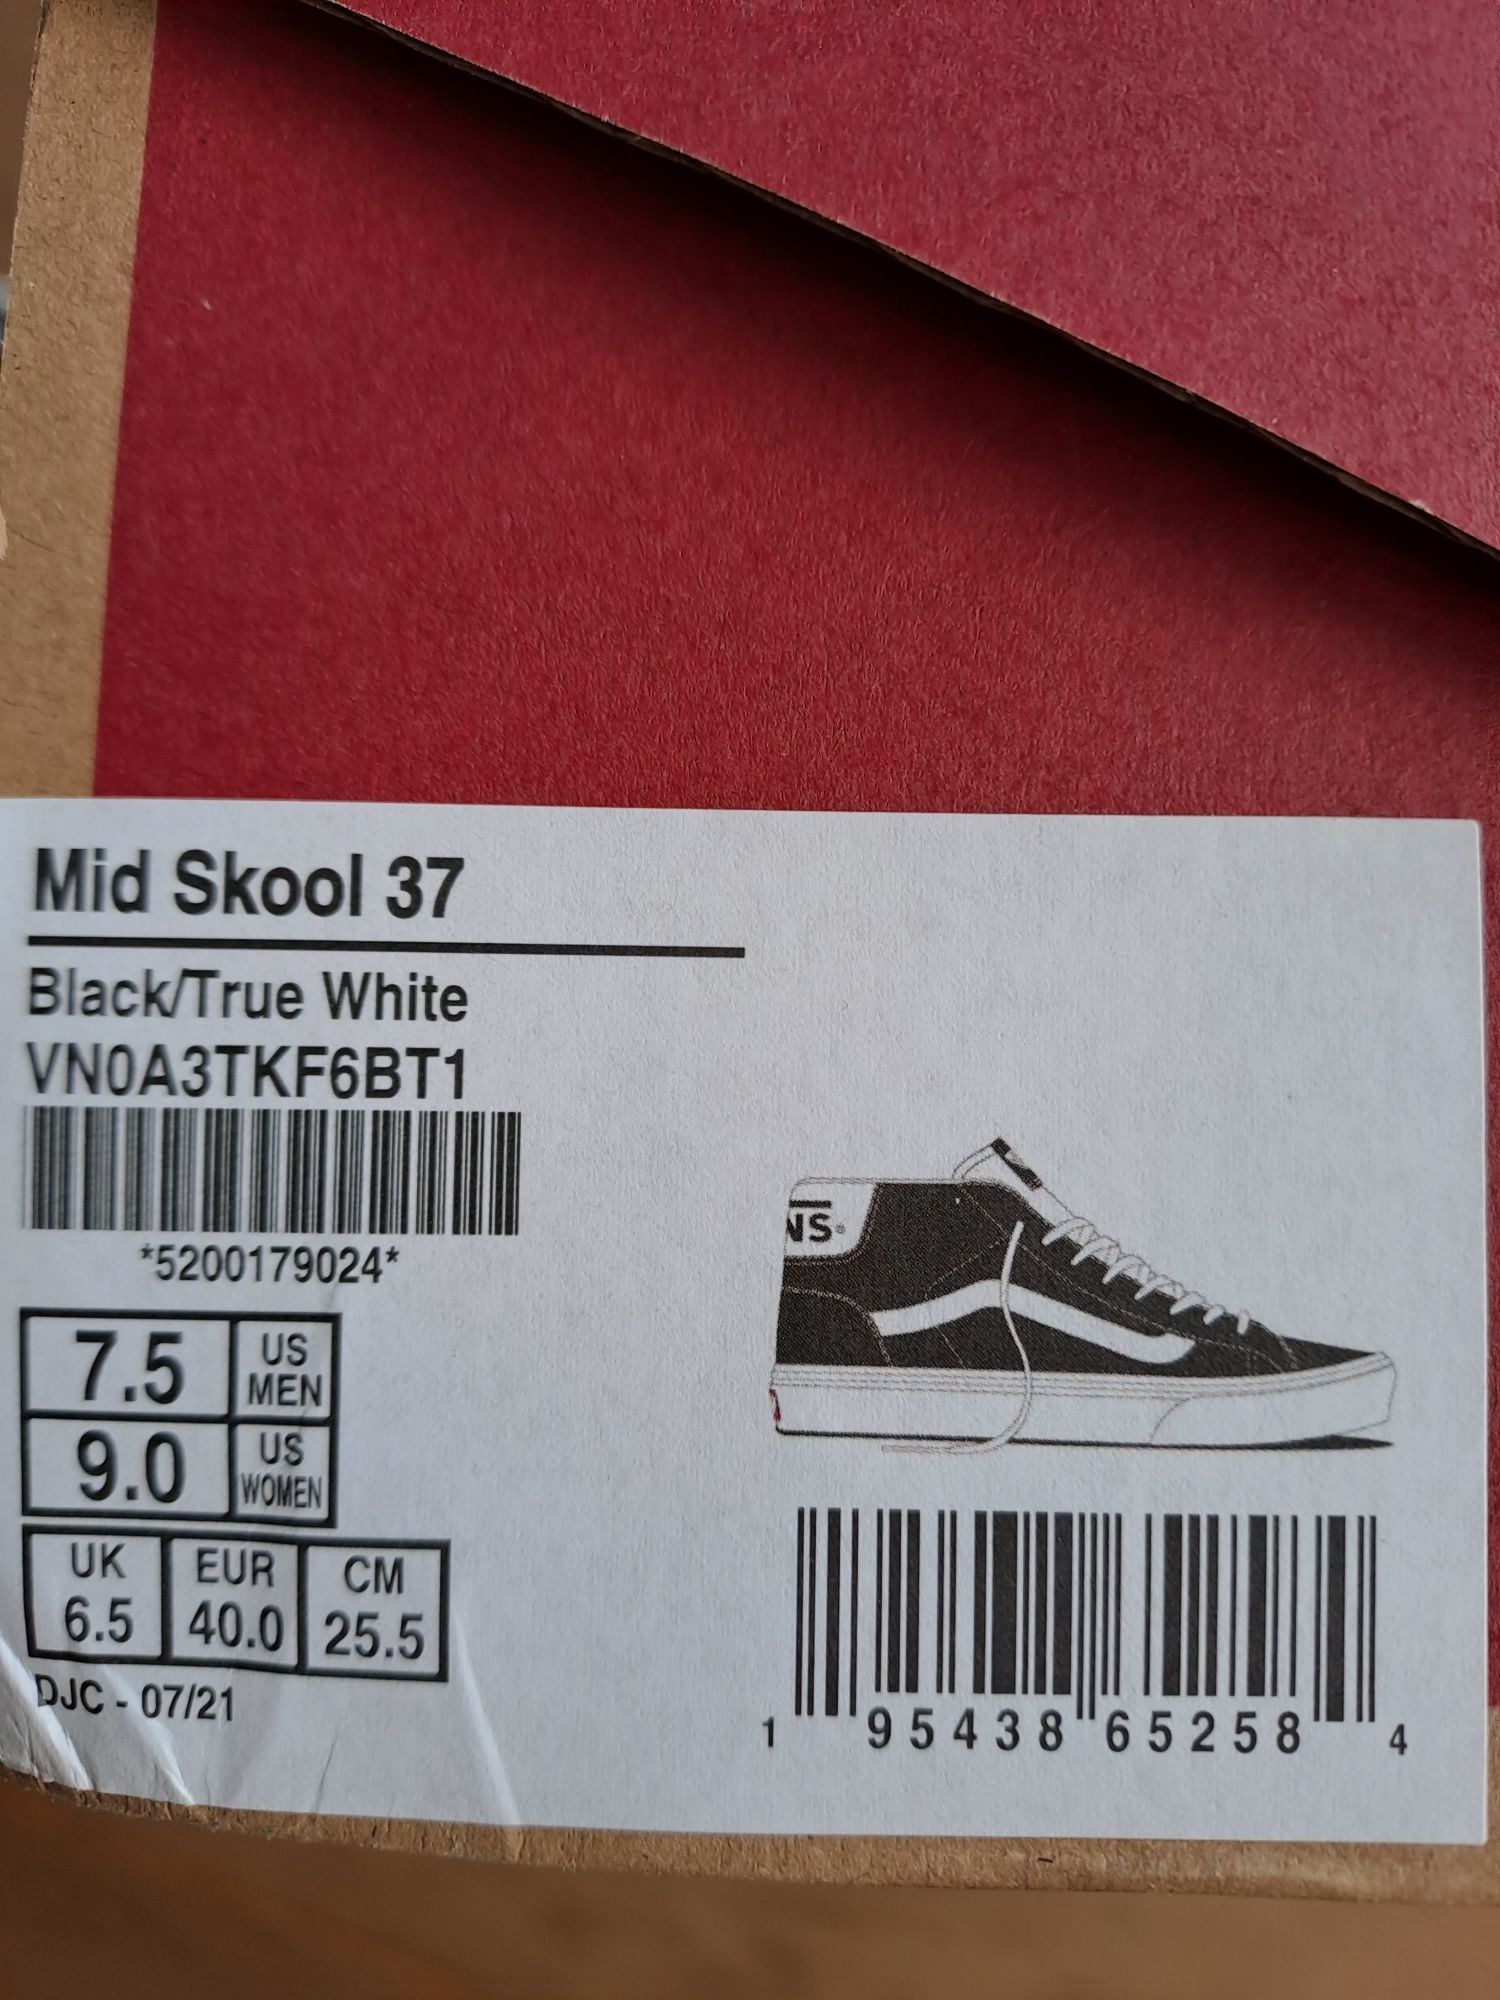 Mid Skool 37
Black/True White
VN0A3TKF6BT1
*5200179024*
7.5 US MEN
9.0 US WOMEN
UK EUR CM
6.5 40.0 25.5
DJC - 07/21
NS
1 95438 65258 4